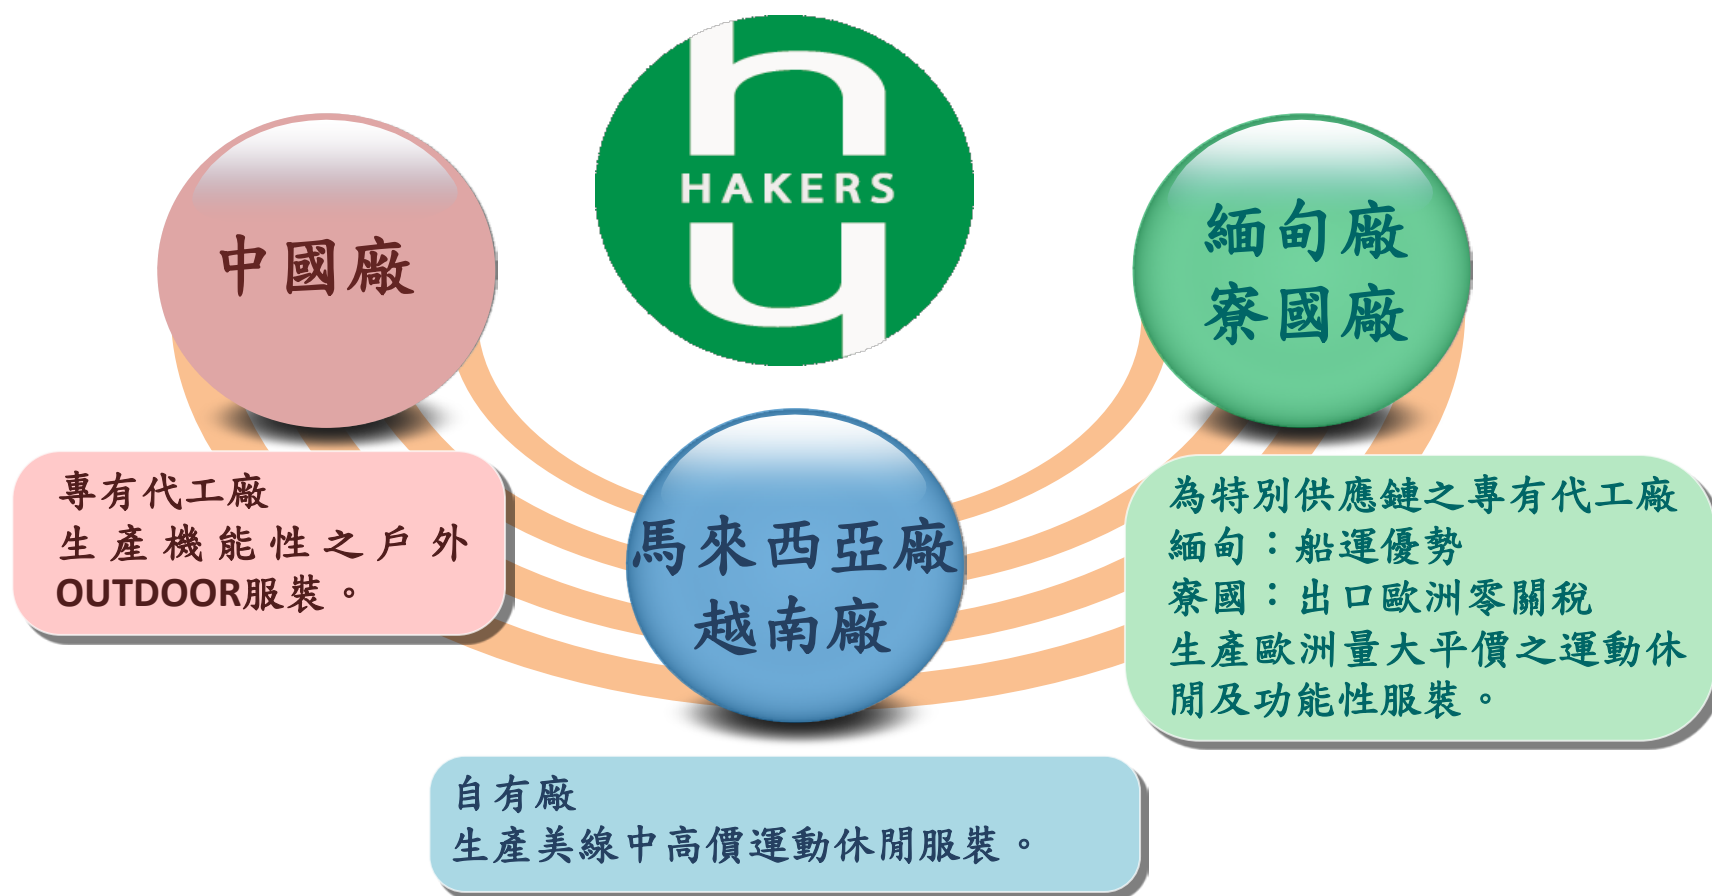 HAKERS
中國廠
專有代工廠
生產機能性之戶外
OUTDOOR服裝。
馬來西亞廠
越南廠
自有廠
生產美線中高價運動休閒服裝。
緬甸廠
寮國廠
為特別供應鏈之專有代工廠
緬甸：船運優勢
寮國：出口歐洲零關稅
生產歐洲量大平價之運動休
閒及功能性服裝。